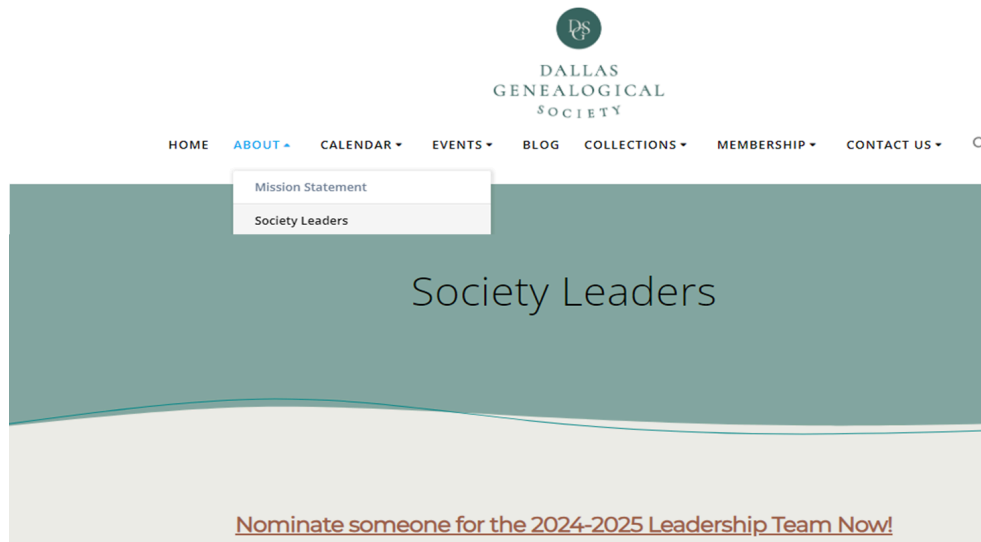 DSG
DALLAS
GENEALOGICAL
SOCIETY
HOME ABOUT CALENDAR EVENTS BLOG COLLECTIONS MEMBERSHIP CONTACT US
Mission Statement
Society Leaders
Society Leaders
Nominate someone for the 2024-2025 Leadership Team Now!